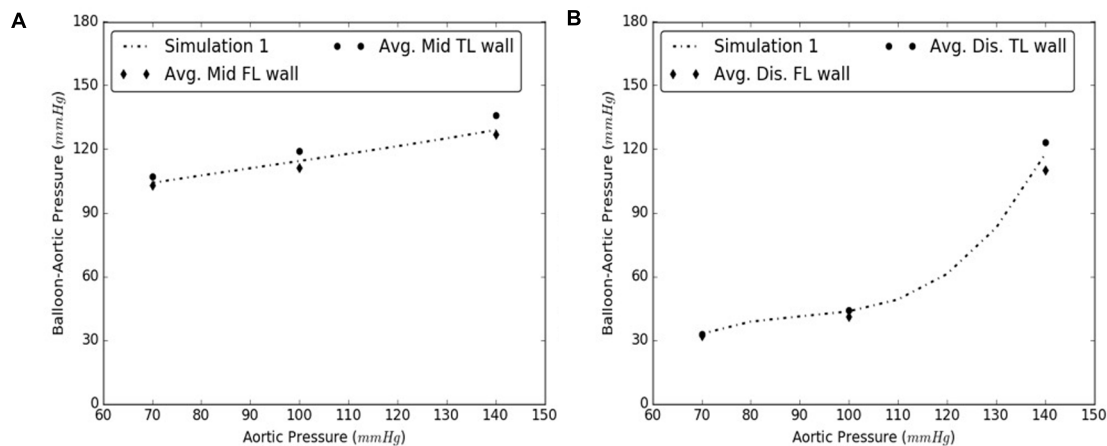 A
180
150
120
90
60
30
0
Balloon-Aortic Pressure (mmHg)
Simulation 1
Avg. Mid FL wall
Avg. Mid TL wall
60 70 80 90 100 110 120 130 140 150
Aortic Pressure (mmHg)
B
180
150
120
90
60
30
0
Balloon-Aortic Pressure (mmHg)
Simulation 1
Avg. Dis. FL wall
Avg. Dis. TL wall
60 70 80 90 100 110 120 130 140 150
Aortic Pressure (mmHg)